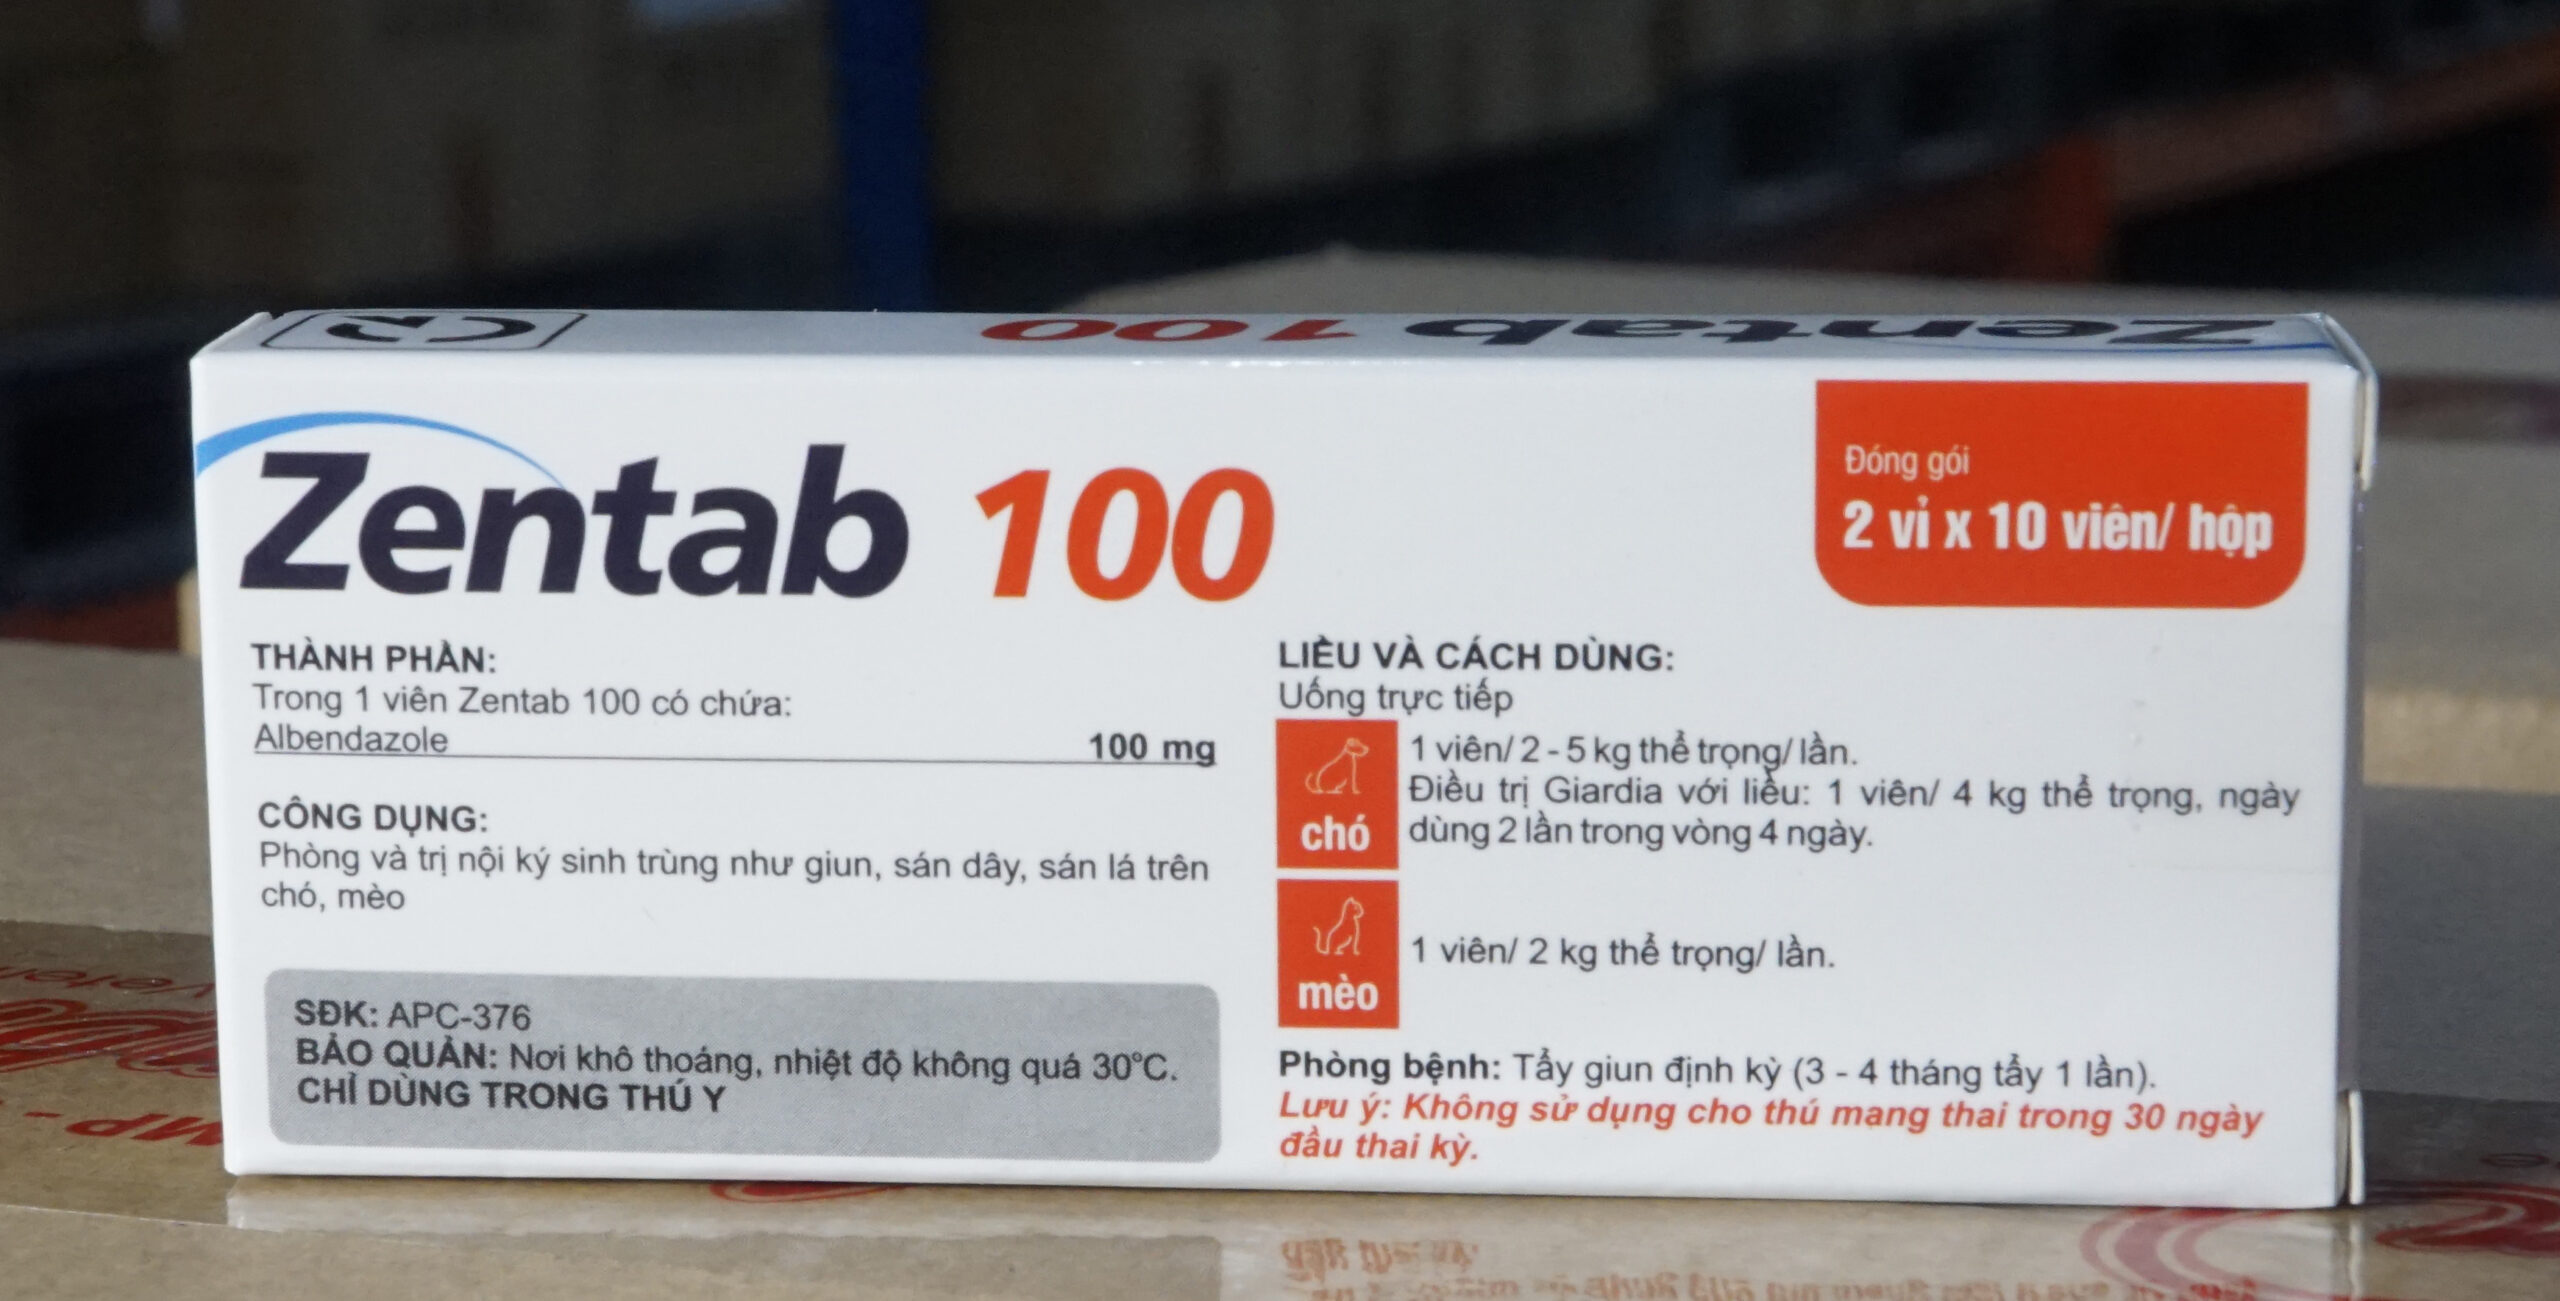 Zentab 100
Zentab 100
Đóng gói
2 vỉ x 10 viên/ hộp
THÀNH PHẦN:
Trong 1 viên Zentab 100 có chứa:
Albendazole 100 mg
CÔNG DỤNG:
Phòng và trị nội ký sinh trùng như giun, sán dây, sán lá trên
chó, mèo
SĐK: APC-376
BẢO QUẢN: Nơi khô thoáng, nhiệt độ không quá 30°C.
CHỈ DÙNG TRONG THÚ Y
LIỀU VÀ CÁCH DÙNG:
Uống trực tiếp
chó
1 viên/ 2 - 5 kg thể trọng/ lần.
Điều trị Giardia với liều: 1 viên/ 4 kg thể trọng, ngày
dùng 2 lần trong vòng 4 ngày.
mèo
1 viên/ 2 kg thể trọng/ lần.
Phòng bệnh: Tẩy giun định kỳ (3 - 4 tháng tẩy 1 lần).
Lưu ý: Không sử dụng cho thú mang thai trong 30 ngày
đầu thai kỳ.